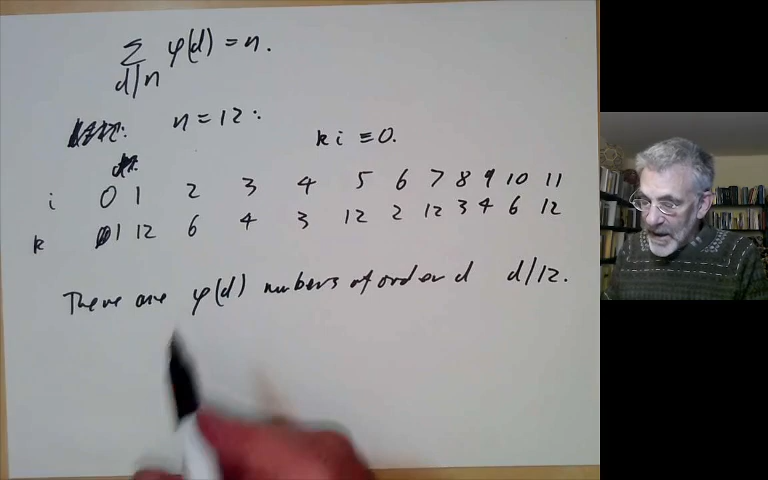 ∑ φ(d) = n.
d|n
n = 12:
ki ≡ 0.
i 0 1 2 3 4 5 6 7 8 9 10 11
k 1 12 6 4 3 12 2 12 3 4 6 12
There are φ(d) numbers of order d d/12.